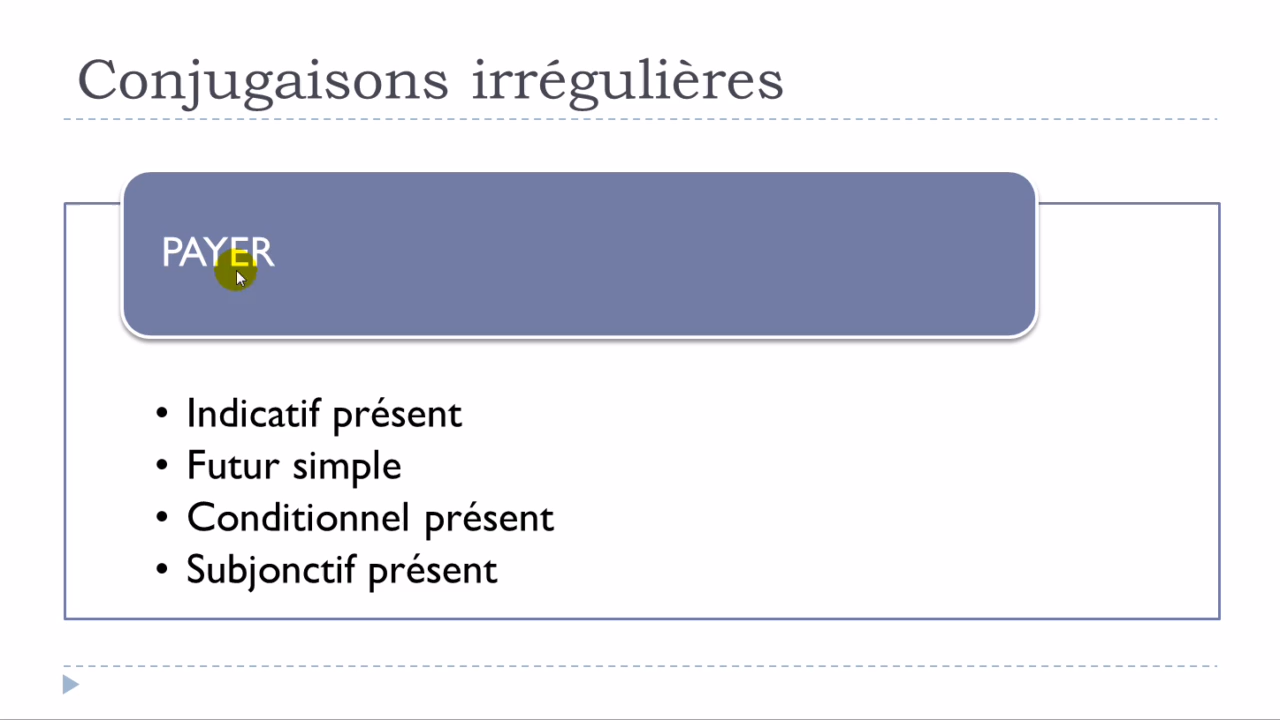 Conjugaisons irrégulières
PAYER
• Indicatif présent
• Futur simple
• Conditionnel présent
• Subjonctif présent